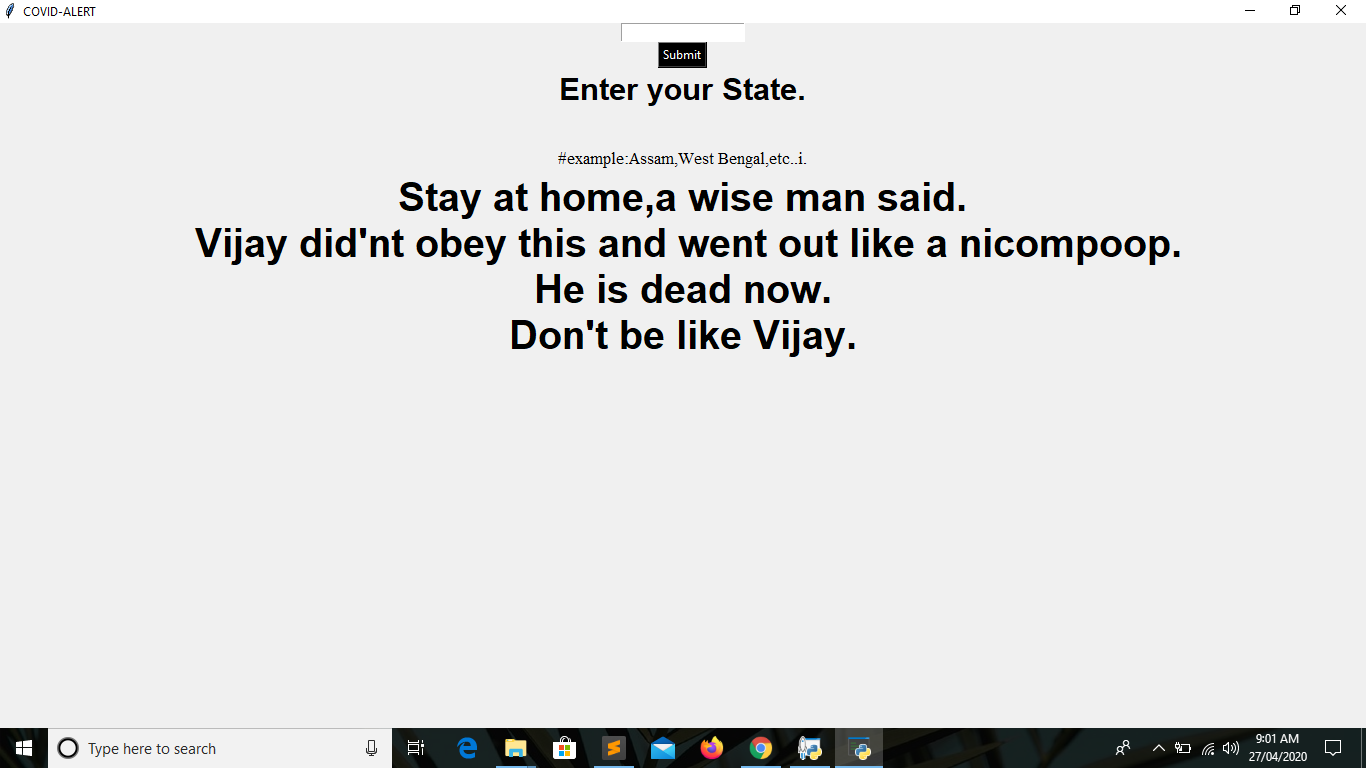 COVID-ALERT
Submit
Enter your State.
#example:Assam,West Bengal,etc..i.
Stay at home,a wise man said.
Vijay did'nt obey this and went out like a nicompoop.
He is dead now.
Don't be like Vijay.
Type here to search
9:01 AM
27/04/2020